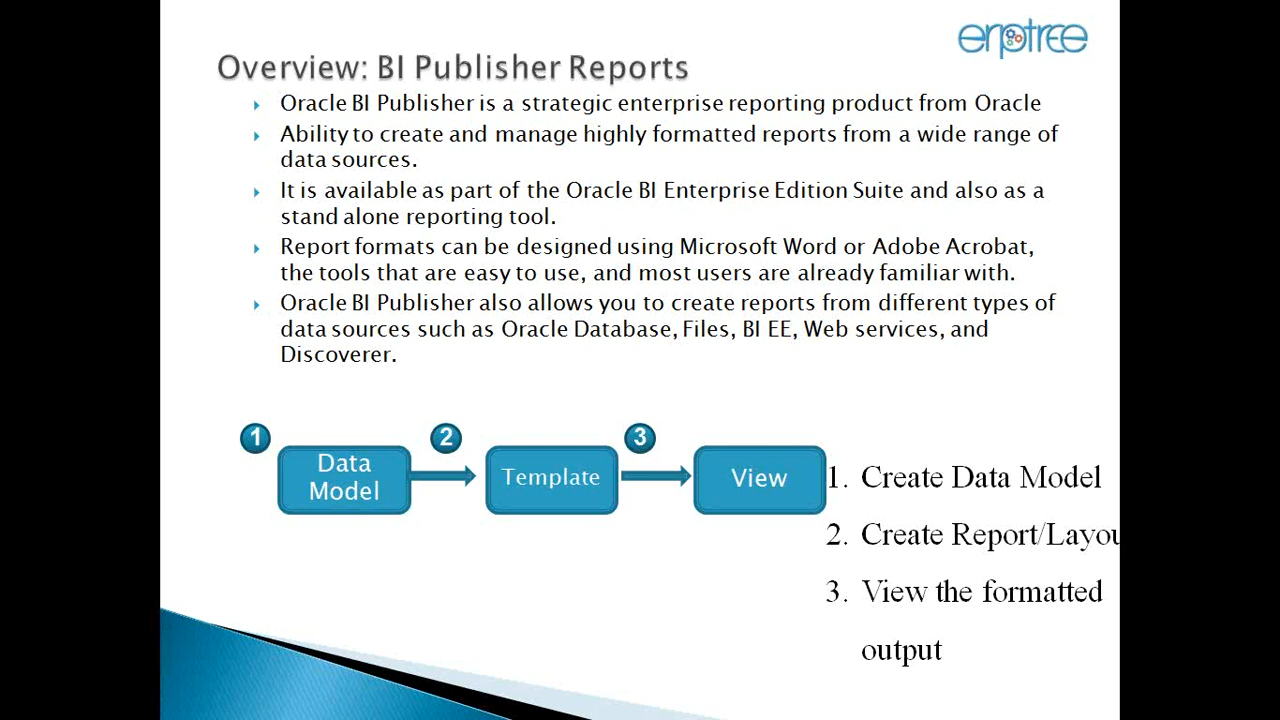 erptree
Overview: BI Publisher Reports
Oracle BI Publisher is a strategic enterprise reporting product from Oracle
Ability to create and manage highly formatted reports from a wide range of
data sources.
It is available as part of the Oracle BI Enterprise Edition Suite and also as a
stand alone reporting tool.
Report formats can be designed using Microsoft Word or Adobe Acrobat,
the tools that are easy to use, and most users are already familiar with.
Oracle BI Publisher also allows you to create reports from different types of
data sources such as Oracle Database, Files, BI EE, Web services, and
Discoverer.
1
2
3
Data
Model
Template
View
1. Create Data Model
2. Create Report/Layou
3. View the formatted
output